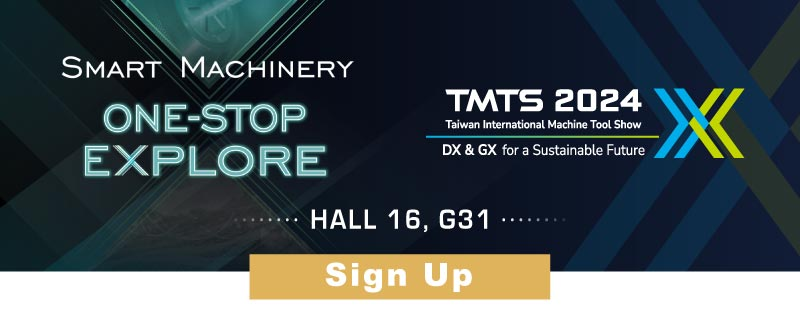 SMART MACHINERY
ONE-STOP
EXPLORE
TMTS 2024
Taiwan International Machine Tool Show
DX & GX for a Sustainable Future
HALL 16, G31
Sign Up